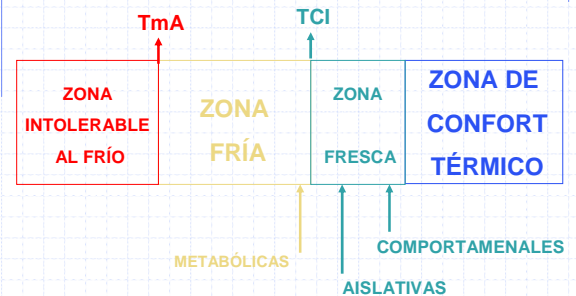 TmA
TCI
ZONA
INTOLERABLE
AL FRÍO
ZONA
FRÍA
ZONA
FRESCA
ZONA DE
CONFORT
TÉRMICO
METABÓLICAS
COMPORTAMENALES
AISLATIVAS